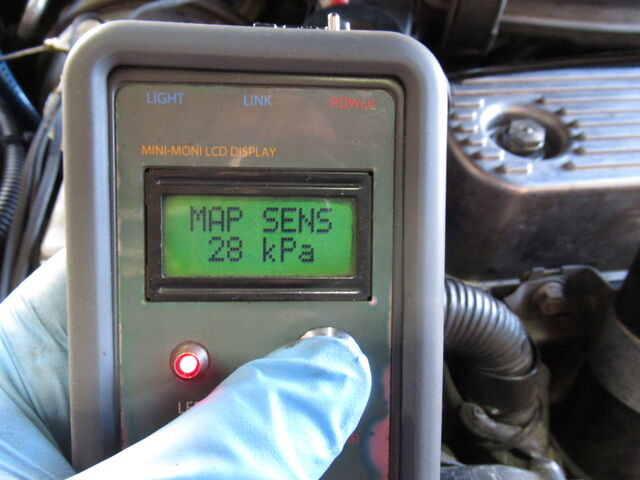 LIGHT LINK POWER
MINI-MONI LCD DISPLAY
MAP SENS
28 kPa